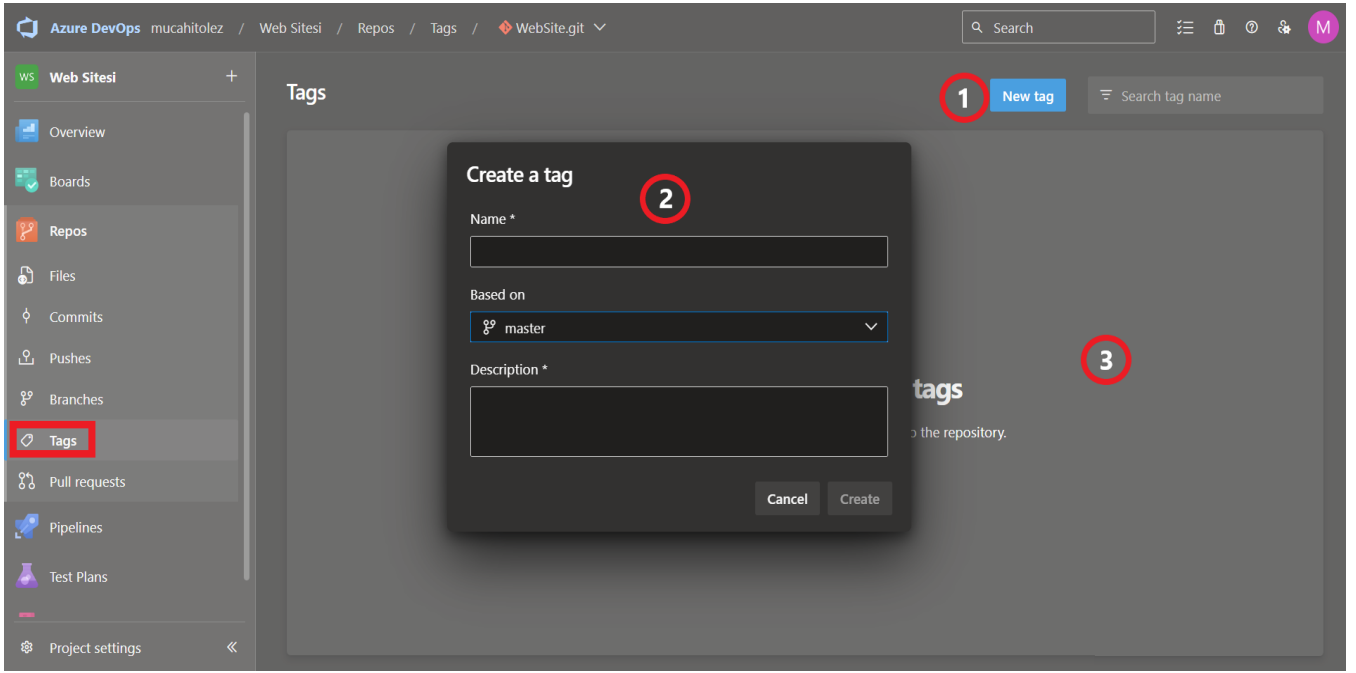 Azure DevOps mucahitolez / Web Sitesi / Repos / Tags / WebSite.git Search M
WS Web Sitesi +
Tags
1 New tag Search tag name
Overview
Boards
Repos
Files
Commits
Pushes
Branches
Tags
Pull requests
Pipelines
Test Plans
Project settings
Create a tag
2
Name *
Based on
master
Description *
Cancel Create
3
tags
the repository.